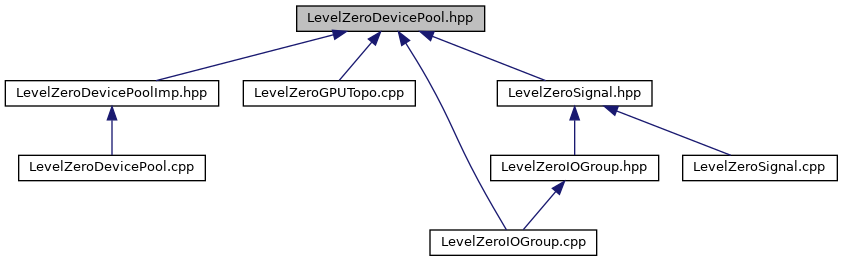 LevelZeroDevicePool.hpp
LevelZeroDevicePoolImp.hpp
LevelZeroGPUTopo.cpp
LevelZeroSignal.hpp
LevelZeroDevicePool.cpp
LevelZeroIOGroup.hpp
LevelZeroSignal.cpp
LevelZeroIOGroup.cpp